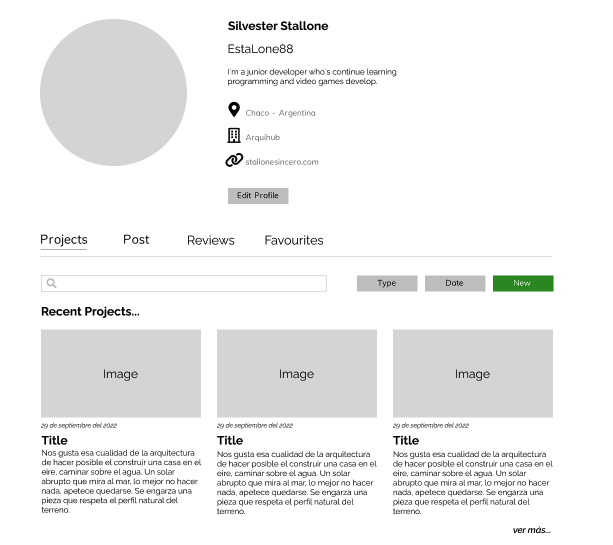 Silvester Stallone
EstaLone88
I'm a junior developer who's continue learning
programming and video games develop.
Chaco - Argentina
Arquihub
stallonesincero.com
Edit Profile
Projects Post Reviews Favourites
Type Date New
Recent Projects...
Image Image Image
29 de septiembre del 2022
Title
Nos gusta esa cualidad de la arquitectura
de hacer posible el construir una casa en el
eire, caminar sobre el agua. Un solar
abrupto que mira al mar, lo mejor no hacer
nada, apetece quedarse. Se engarza una
pieza que respeta el perfil natural del
terreno.
29 de septiembre del 2022
Title
Nos gusta esa cualidad de la arquitectura
de hacer posible el construir una casa en el
eire, caminar sobre el agua. Un solar
abrupto que mira al mar, lo mejor no hacer
nada, apetece quedarse. Se engarza una
pieza que respeta el perfil natural del
terreno.
29 de septiembre del 2022
Title
Nos gusta esa cualidad de la arquitectura
de hacer posible el construir una casa en el
eire, caminar sobre el agua. Un solar
abrupto que mira al mar, lo mejor no hacer
nada, apetece quedarse. Se engarza una
pieza que respeta el perfil natural del
terreno.
ver más...